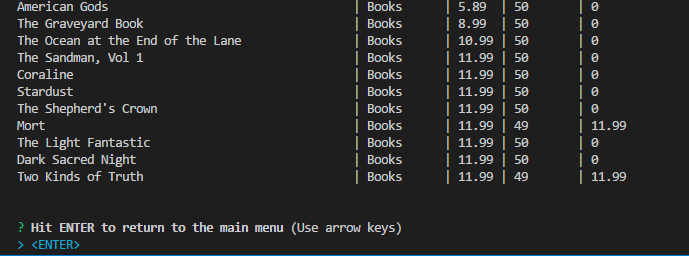 American Gods | Books | 5.89 | 50 | 0
The Graveyard Book | Books | 8.99 | 50 | 0
The Ocean at the End of the Lane | Books | 10.99 | 50 | 0
The Sandman, Vol 1 | Books | 11.99 | 50 | 0
Coraline | Books | 11.99 | 50 | 0
Stardust | Books | 11.99 | 50 | 0
The Shepherd's Crown | Books | 11.99 | 50 | 0
Mort | Books | 11.99 | 49 | 11.99
The Light Fantastic | Books | 11.99 | 50 | 0
Dark Sacred Night | Books | 11.99 | 50 | 0
Two Kinds of Truth | Books | 11.99 | 49 | 11.99
? Hit ENTER to return to the main menu (Use arrow keys)
> <ENTER>